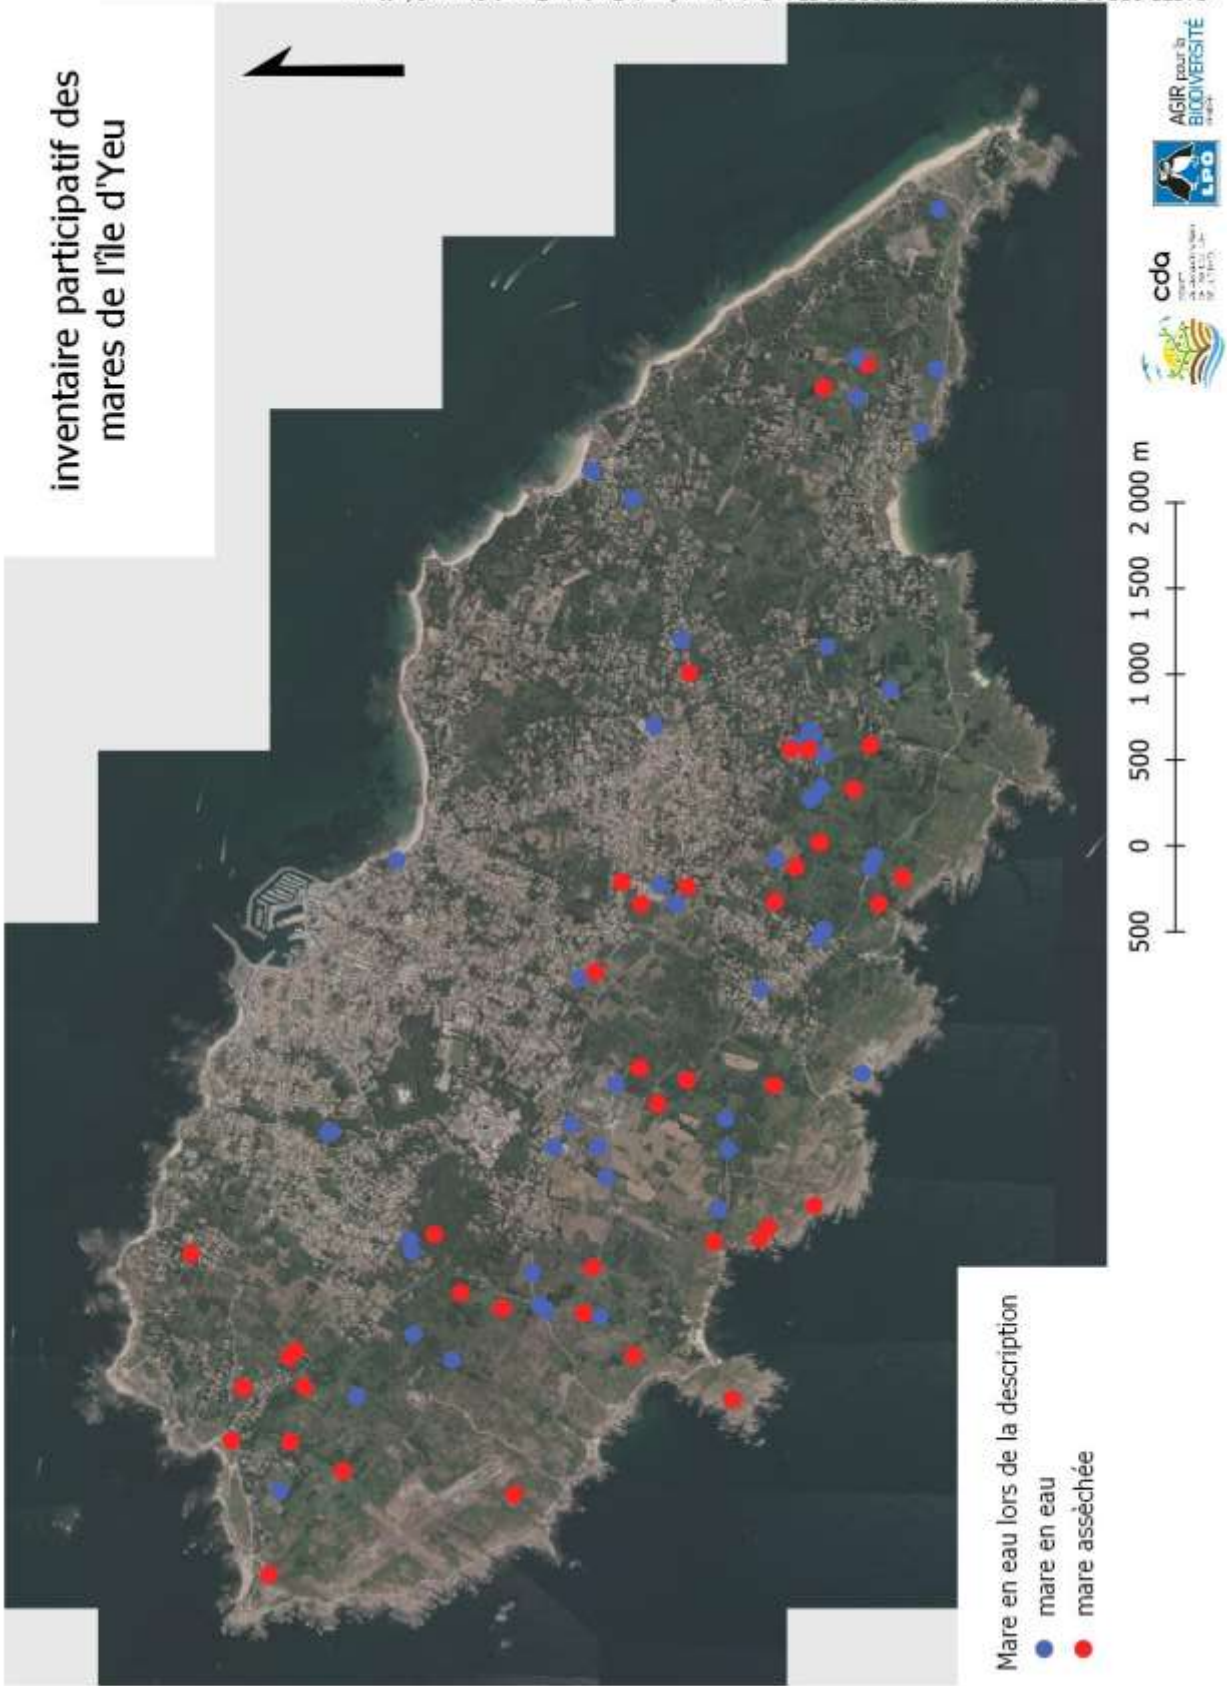 inventaire participatif des
mares de l'île d'Yeu
Mare en eau lors de la description
mare en eau
mare assèchée
500 0 500 1 000 1 500 2 000 m
cda
LPO
AGIR pour la
BIODIVERSITÉ